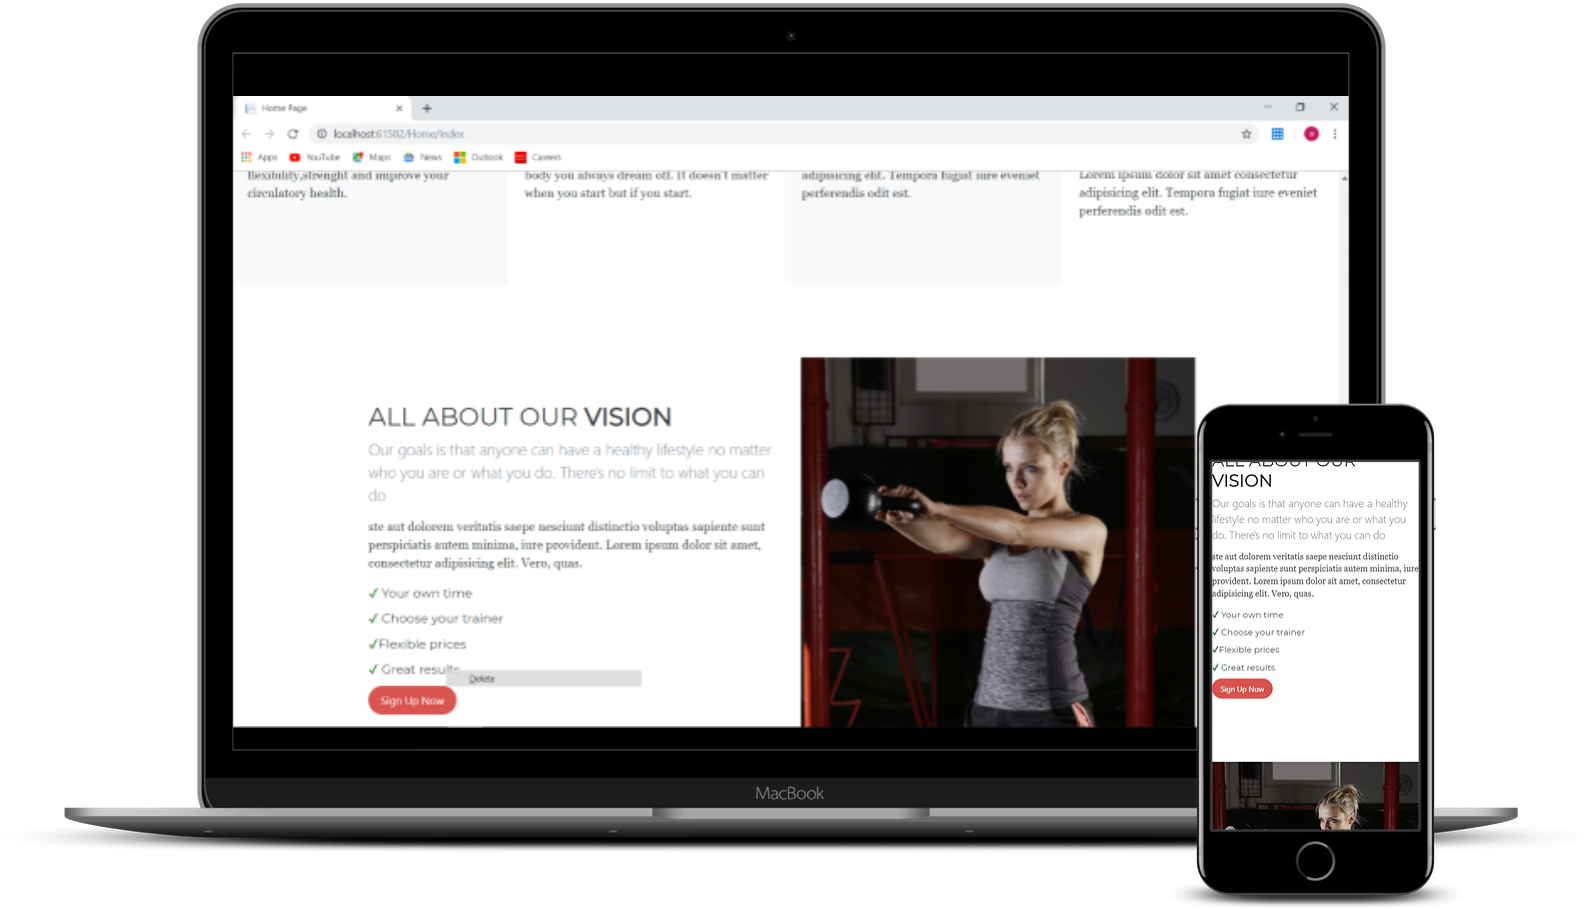 Home Page
localhost:61502/Home/Index
Apps YouTube Maps News Outlook Careers
flexibility,strenght and improve your
circulatory health.
body you always dream off. It doesn't matter
when you start but if you start.
adipisicing elit. Tempora fugiat iure eveniet
perferendis odit est.
Lorem ipsum dolor sit amet consectetur
adipisicing elit. Tempora fugiat iure eveniet
perferendis odit est.
ALL ABOUT OUR VISION
Our goals is that anyone can have a healthy lifestyle no matter
who you are or what you do. There's no limit to what you can
do
ste aut dolorem veritatis saepe nesciunt distinctio voluptas sapiente sunt
perspiciatis autem minima, iure provident. Lorem ipsum dolor sit amet,
consectetur adipisicing elit. Vero, quas.
✓ Your own time
✓ Choose your trainer
✓Flexible prices
✓ Great results
Delete
Sign Up Now
MacBook
ALL ABOUT OUR
VISION
Our goals is that anyone can have a healthy
lifestyle no matter who you are or what you
do. There's no limit to what you can do
ste aut dolorem veritatis saepe nesciunt distinctio
voluptas sapiente sunt perspiciatis autem minima, iure
provident. Lorem ipsum dolor sit amet, consectetur
adipisicing elit. Vero, quas.
✓ Your own time
✓ Choose your trainer
✓Flexible prices
✓ Great results
Sign Up Now